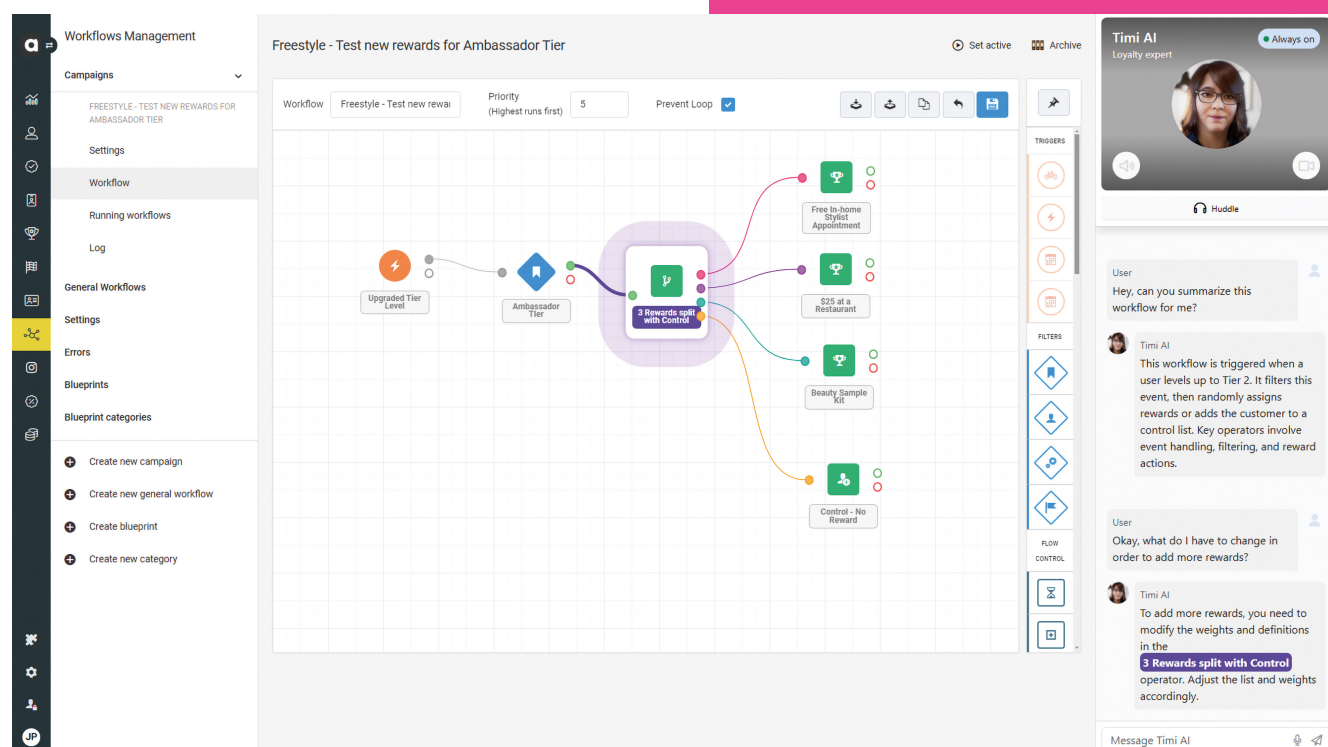 a
Workflows Management
Campaigns
FREESTYLE - TEST NEW REWARDS FOR
AMBASSADOR TIER
Settings
Workflow
Running workflows
Log
General Workflows
Settings
Errors
Blueprints
Blueprint categories
Create new campaign
Create new general workflow
Create blueprint
Create new category
JP
Freestyle - Test new rewards for Ambassador Tier
Set active
Archive
Workflow
Freestyle - Test new rewar
Priority
(Highest runs first)
5
Prevent Loop
Upgraded Tier
Level
Ambassador
Tier
3 Rewards split
with Control
Free In-home
Stylist
Appointment
$25 at a
Restaurant
Beauty Sample
Kit
Control - No
Reward
TRIGGERS
FILTERS
FLOW
CONTROL
Timi AI
Loyalty expert
Always on
Huddle
User
Hey, can you summarize this
workflow for me?
Timi AI
This workflow is triggered when a
user levels up to Tier 2. It filters this
event, then randomly assigns
rewards or adds the customer to a
control list. Key operators involve
event handling, filtering, and reward
actions.
User
Okay, what do I have to change in
order to add more rewards?
Timi AI
To add more rewards, you need to
modify the weights and definitions
in the
3 Rewards split with Control
operator. Adjust the list and weights
accordingly.
Message Timi AI